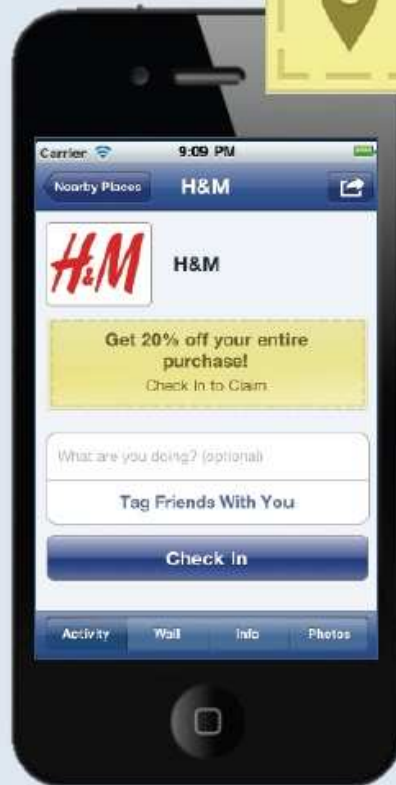 Carrier 9:09 PM
Nearby Places H&M
H&M H&M
Get 20% off your entire
purchase!
Check In to Claim
What are you doing? (optional)
Tag Friends With You
Check In
Activity Wall Info Photos